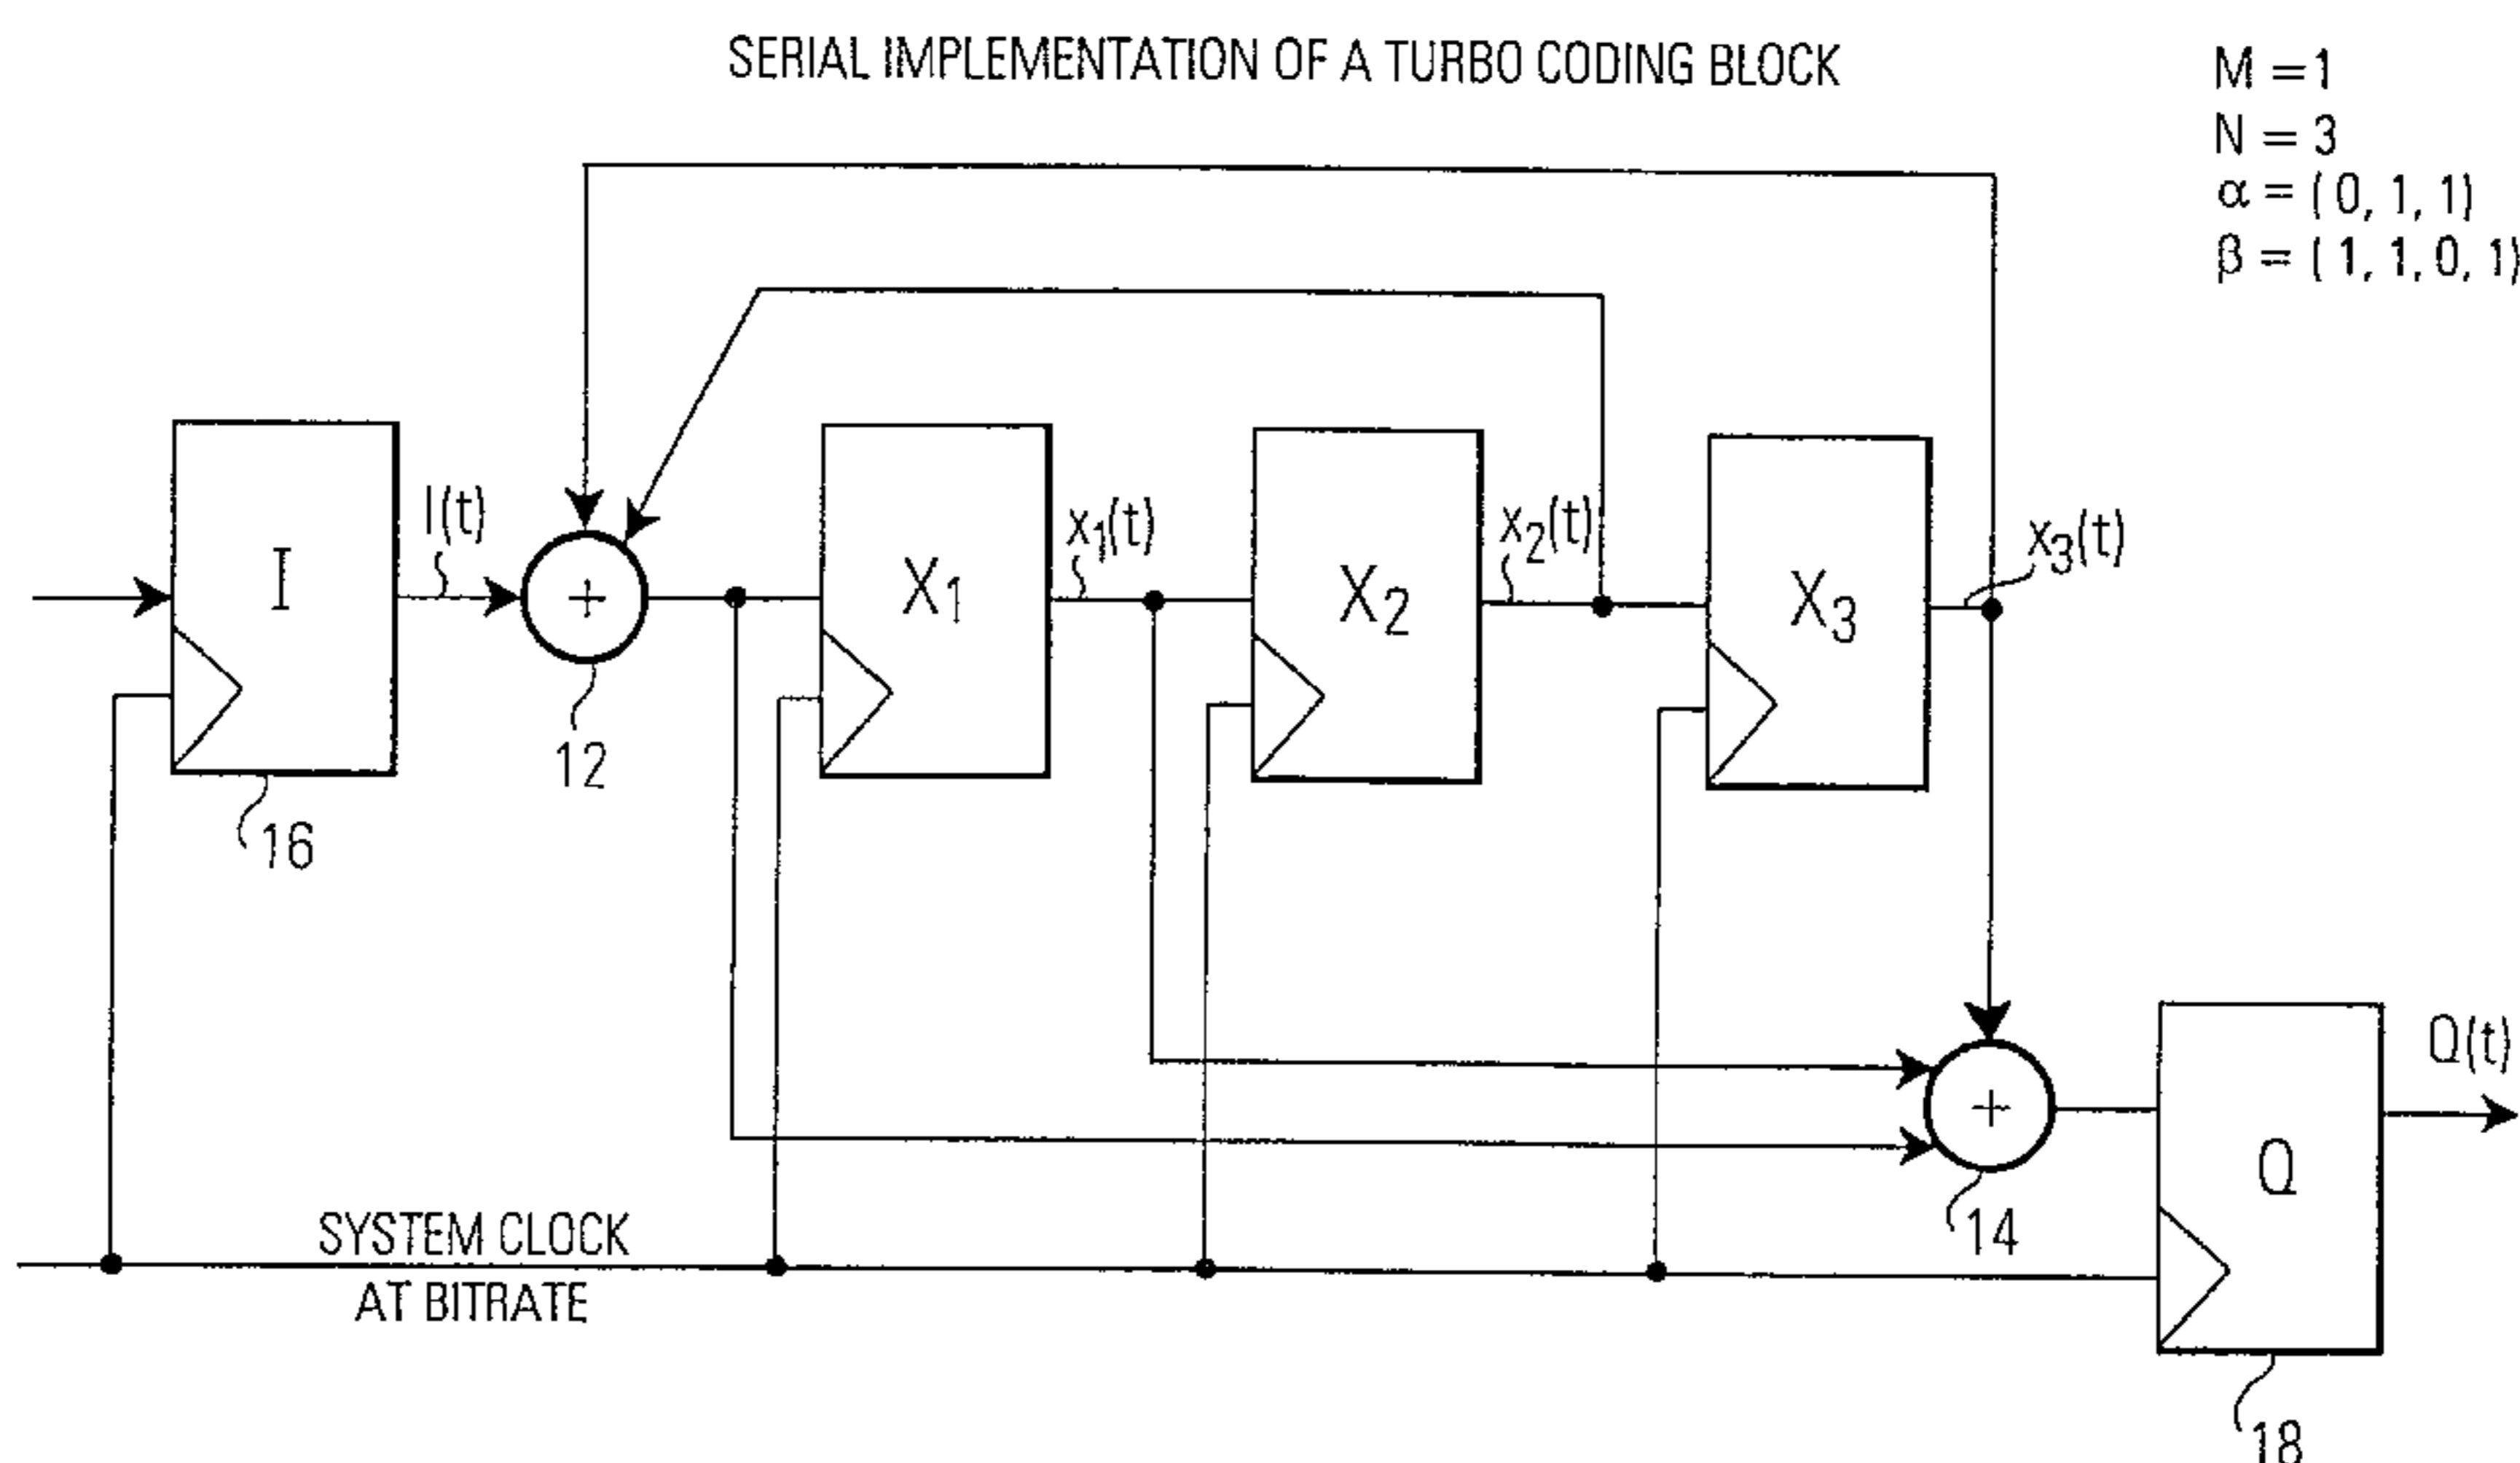 SERIAL IMPLEMENTATION OF A TURBO CODING BLOCK
M = 1
N = 3
α = ( 0, 1, 1)
β = ( 1, 1, 0, 1)
I
I(t)
+
12
16
X1
x1(t)
X2
x2(t)
X3
x3(t)
+
14
Q
Q(t)
18
SYSTEM CLOCK
AT BITRATE